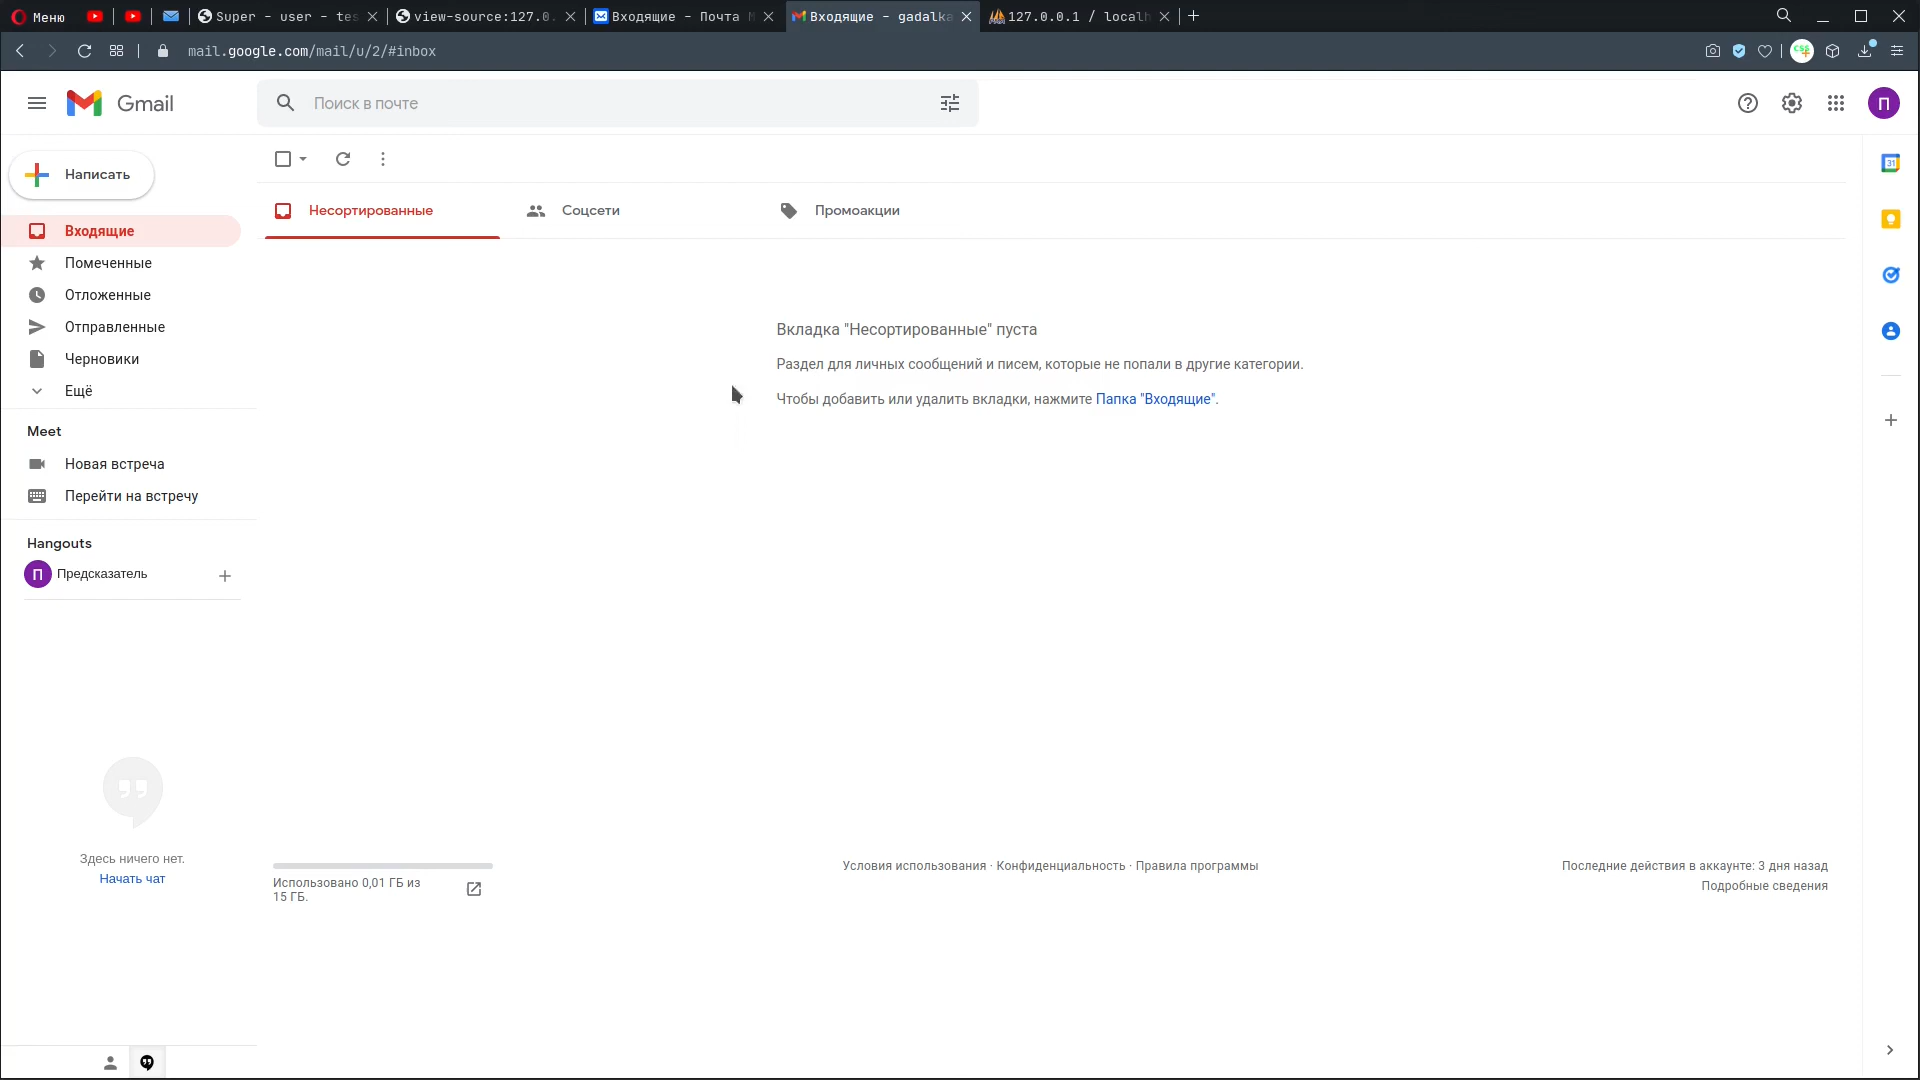 Меню
Super - user - tes
view-source:127.0.
Входящие - Почта
Входящие - gadalka
127.0.0.1 / localh
mail.google.com/mail/u/2/#inbox
Gmail
Поиск в почте
П
Написать
Входящие
Помеченные
Отложенные
Отправленные
Черновики
Ещё
Meet
Новая встреча
Перейти на встречу
Hangouts
П Предсказатель
Здесь ничего нет.
Начать чат
Несортированные
Соцсети
Промоакции
Вкладка "Несортированные" пуста
Раздел для личных сообщений и писем, которые не попали в другие категории.
Чтобы добавить или удалить вкладки, нажмите Папка "Входящие".
Использовано 0,01 ГБ из
15 ГБ.
Условия использования · Конфиденциальность · Правила программы
Последние действия в аккаунте: 3 дня назад
Подробные сведения
31